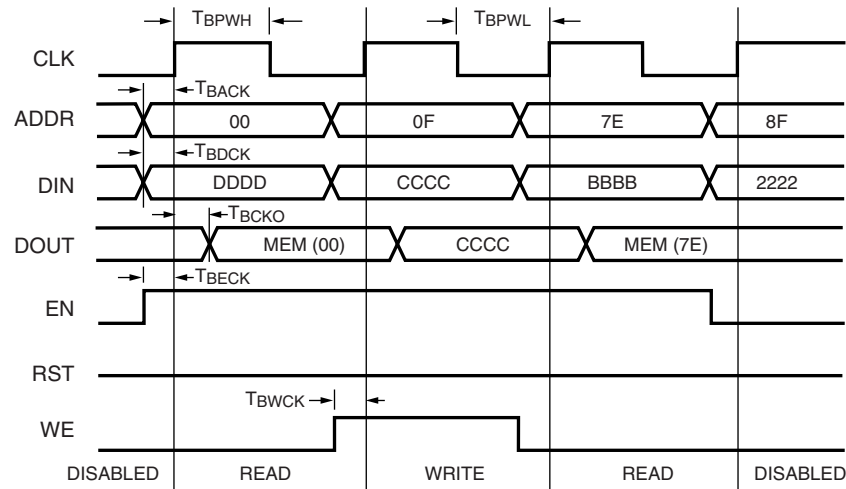 TBPWH TBPWL
CLK
TBACK
ADDR 00 0F 7E 8F
TBDCK
DIN DDDD CCCC BBBB 2222
TBCKO
DOUT MEM (00) CCCC MEM (7E)
TBECK
EN
RST
TBWCK
WE
DISABLED READ WRITE READ DISABLED